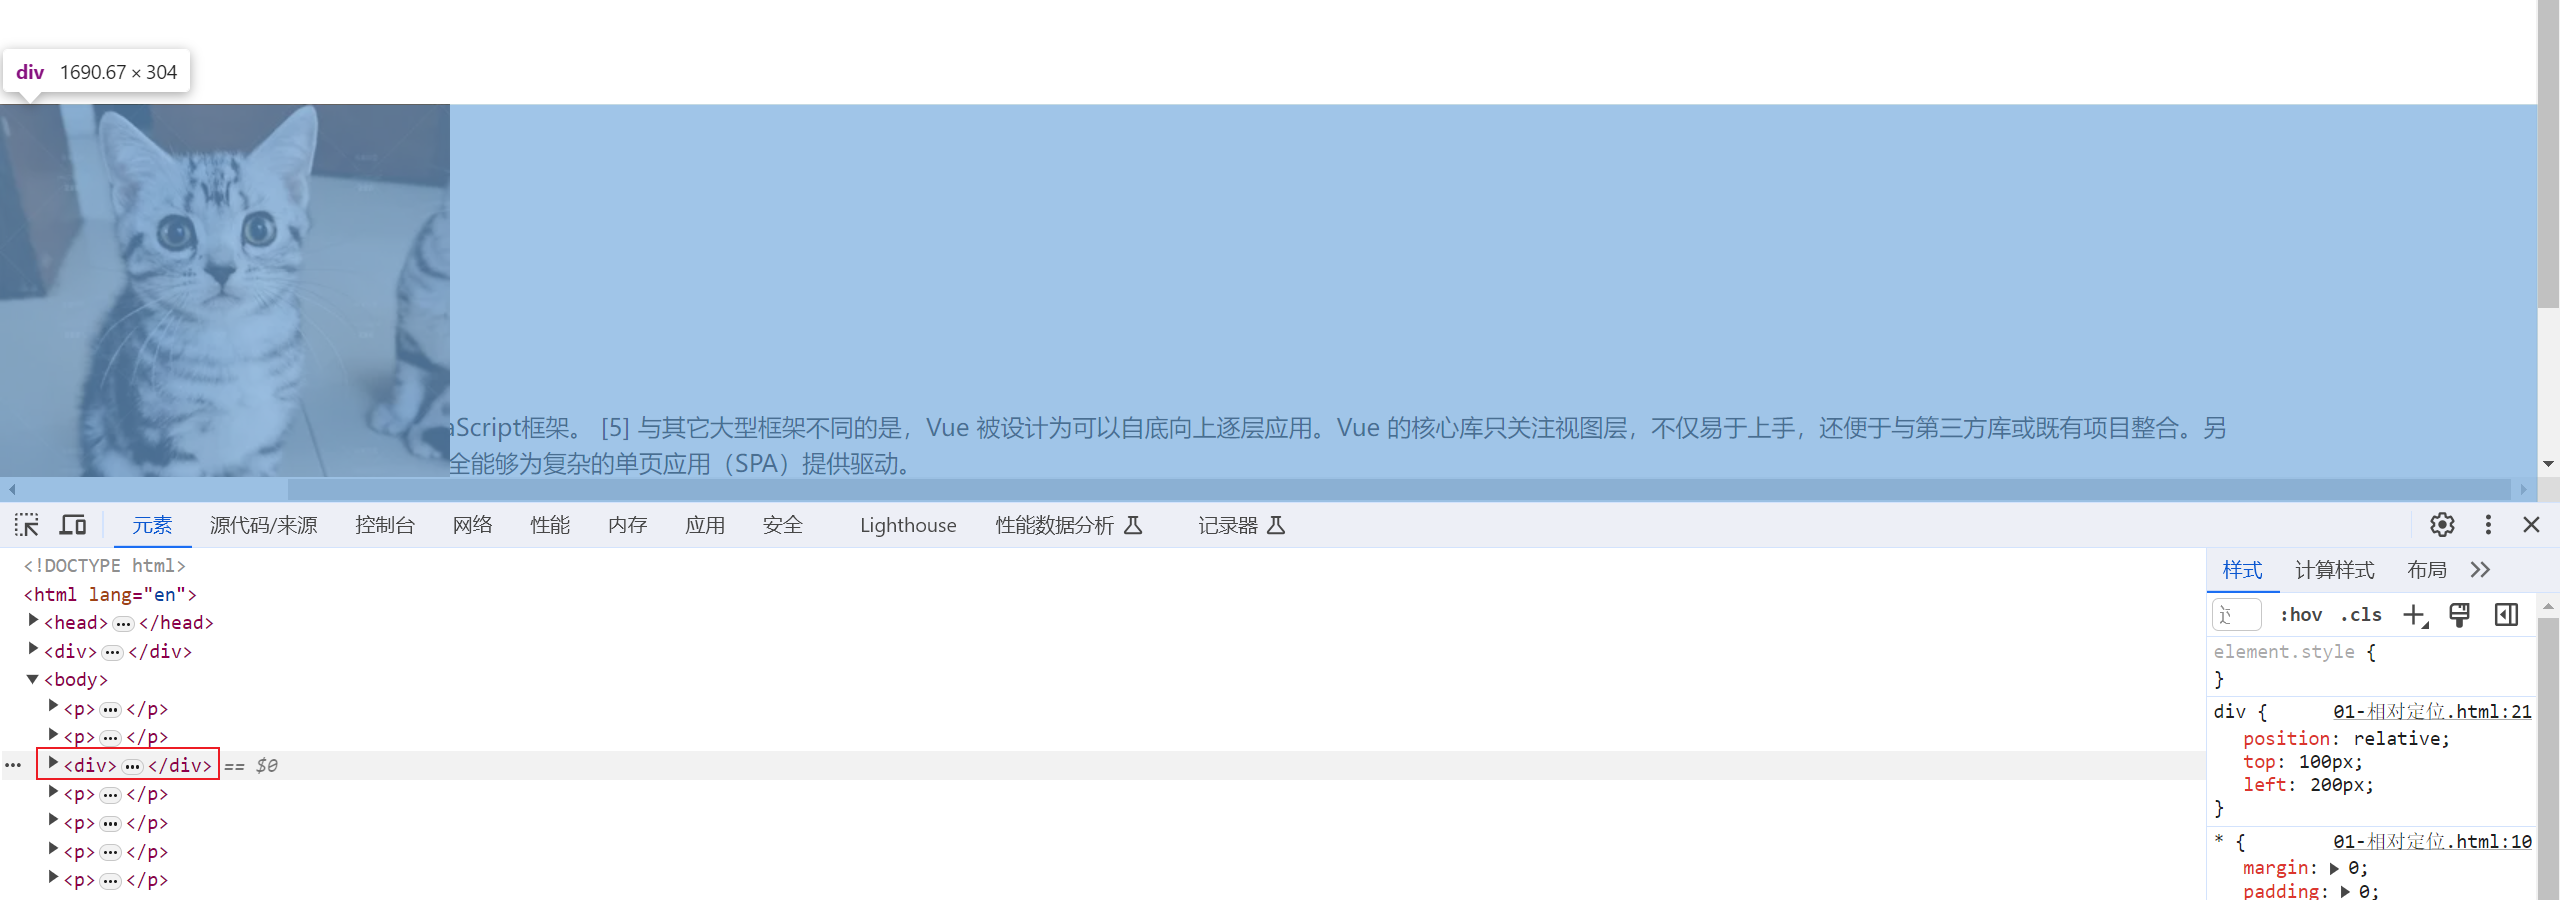 div 1690.67 × 304
aScript框架。 [5] 与其它大型框架不同的是，Vue 被设计为可以自底向上逐层应用。Vue 的核心库只关注视图层，不仅易于上手，还便于与第三方库或既有项目整合。另
全能够为复杂的单页应用（SPA）提供驱动。
元素 源代码/来源 控制台 网络 性能 内存 应用 安全 Lighthouse 性能数据分析 记录器
<!DOCTYPE html>
<html lang="en">
<head>…</head>
<div>…</div>
<body>
<p>…</p>
<p>…</p>
<div>…</div> == $0
<p>…</p>
<p>…</p>
<p>…</p>
<p>…</p>
样式 计算样式 布局
:hov .cls
element.style {
}
div { 01-相对定位.html:21
position: relative;
top: 100px;
left: 200px;
}
* { 01-相对定位.html:10
margin: 0;
padding: 0;